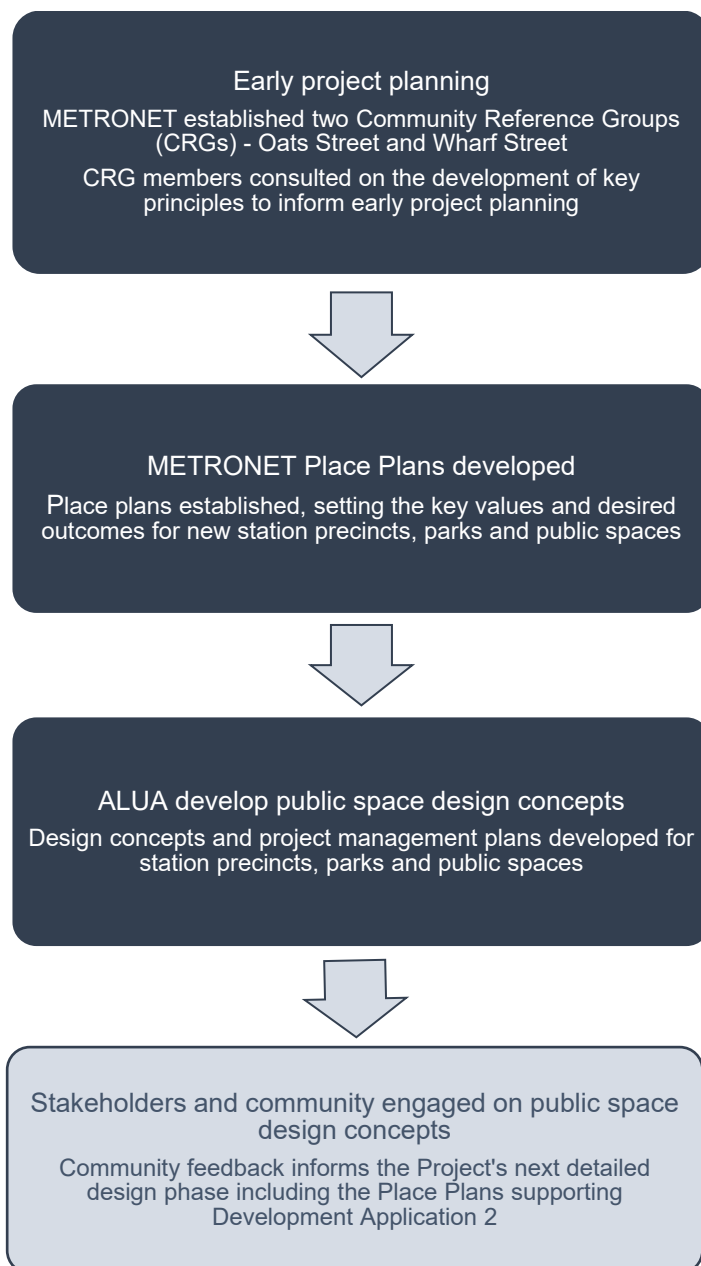 Early project planning
METRONET established two Community Reference Groups
(CRGs) - Oats Street and Wharf Street
CRG members consulted on the development of key
principles to inform early project planning
METRONET Place Plans developed
Place plans established, setting the key values and desired
outcomes for new station precincts, parks and public spaces
ALUA develop public space design concepts
Design concepts and project management plans developed for
station precincts, parks and public spaces
Stakeholders and community engaged on public space
design concepts
Community feedback informs the Project's next detailed
design phase including the Place Plans supporting
Development Application 2